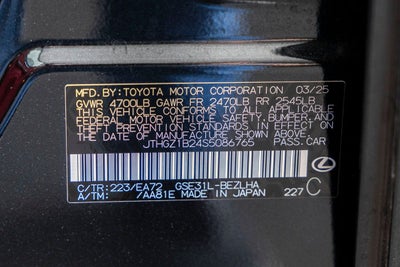 MFD.BY:TOYOTA MOTOR CORPORATION 03/25
GVWR 4700LB GAWR FR 2470LB RR 2545LB
THIS VEHICLE CONFORMS TO ALL APPLICABLE
FEDERAL MOTOR VEHICLE SAFETY, BUMPER, AND
THEFT PREVENTION STANDARDS IN EFFECT ON
THE DATE OF MANUFACTURE SHOWN ABOVE.
JTHGZ1B24S5086765 PASS.CAR
C/TR: 223/EA72 GSE31L-BEZLHA
A/TM: /AA81E MADE IN JAPAN 227 C